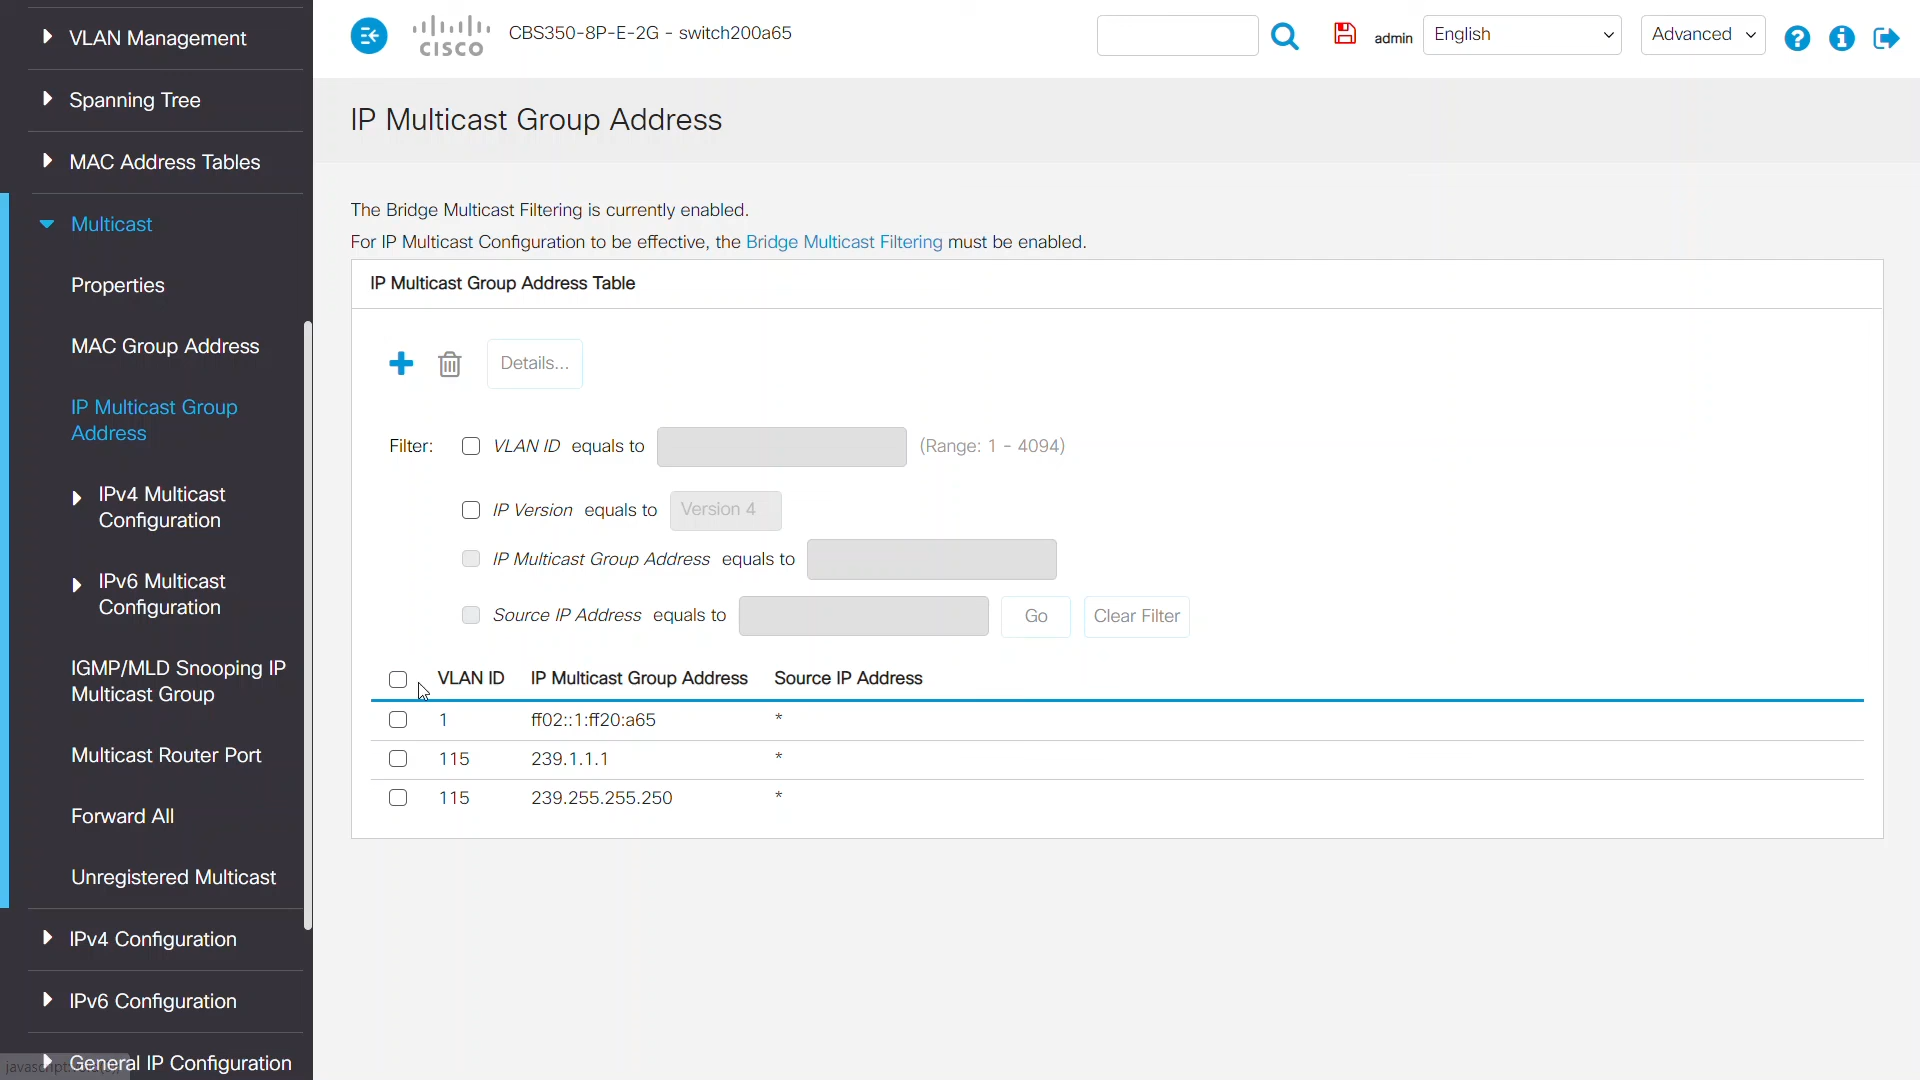 VLAN Management
Spanning Tree
MAC Address Tables
Multicast
Properties
MAC Group Address
IP Multicast Group
Address
IPv4 Multicast
Configuration
IPv6 Multicast
Configuration
IGMP/MLD Snooping IP
Multicast Group
Multicast Router Port
Forward All
Unregistered Multicast
IPv4 Configuration
IPv6 Configuration
General IP Configuration
CISCO
CBS350-8P-E-2G - switch200a65
admin
English
Advanced
IP Multicast Group Address
The Bridge Multicast Filtering is currently enabled.
For IP Multicast Configuration to be effective, the Bridge Multicast Filtering must be enabled.
IP Multicast Group Address Table
Details...
Filter: VLAN ID equals to (Range: 1 - 4094)
IP Version equals to Version 4
IP Multicast Group Address equals to
Source IP Address equals to Go Clear Filter
VLAN ID IP Multicast Group Address Source IP Address
1 ff02::1:ff20:a65 *
115 239.1.1.1 *
115 239.255.255.250 *